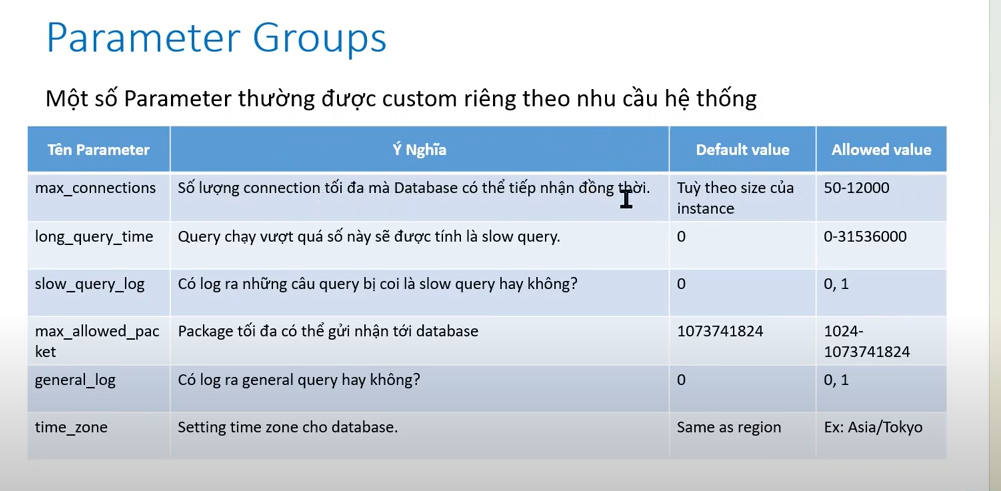 Parameter Groups
Một số Parameter thường được custom riêng theo nhu cầu hệ thống
Tên Parameter Ý Nghĩa Default value Allowed value
max_connections Số lượng connection tối đa mà Database có thể tiếp nhận đồng thời. Tuỳ theo size của 50-12000
instance
long_query_time Query chạy vượt quá số này sẽ được tính là slow query. 0 0-31536000
slow_query_log Có log ra những câu query bị coi là slow query hay không? 0 0, 1
max_allowed_pac Package tối đa có thể gửi nhận tới database 1073741824 1024-
ket 1073741824
general_log Có log ra general query hay không? 0 0, 1
time_zone Setting time zone cho database. Same as region Ex: Asia/Tokyo